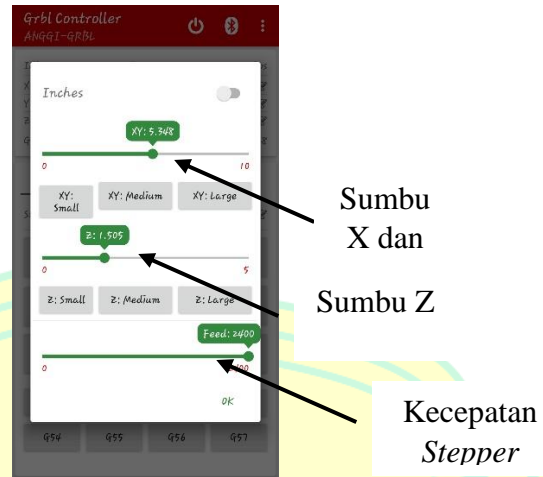 Grbl Controller
ANGGI-GRBL
Inches
XY: 5.348
0 10
XY: Small
XY: Medium
XY: Large
Z: 1.505
0 5
Z: Small
Z: Medium
Z: Large
Feed: 2400
0
OK
G54 G55 G56 G57
Sumbu
X dan
Sumbu Z
Kecepatan
Stepper